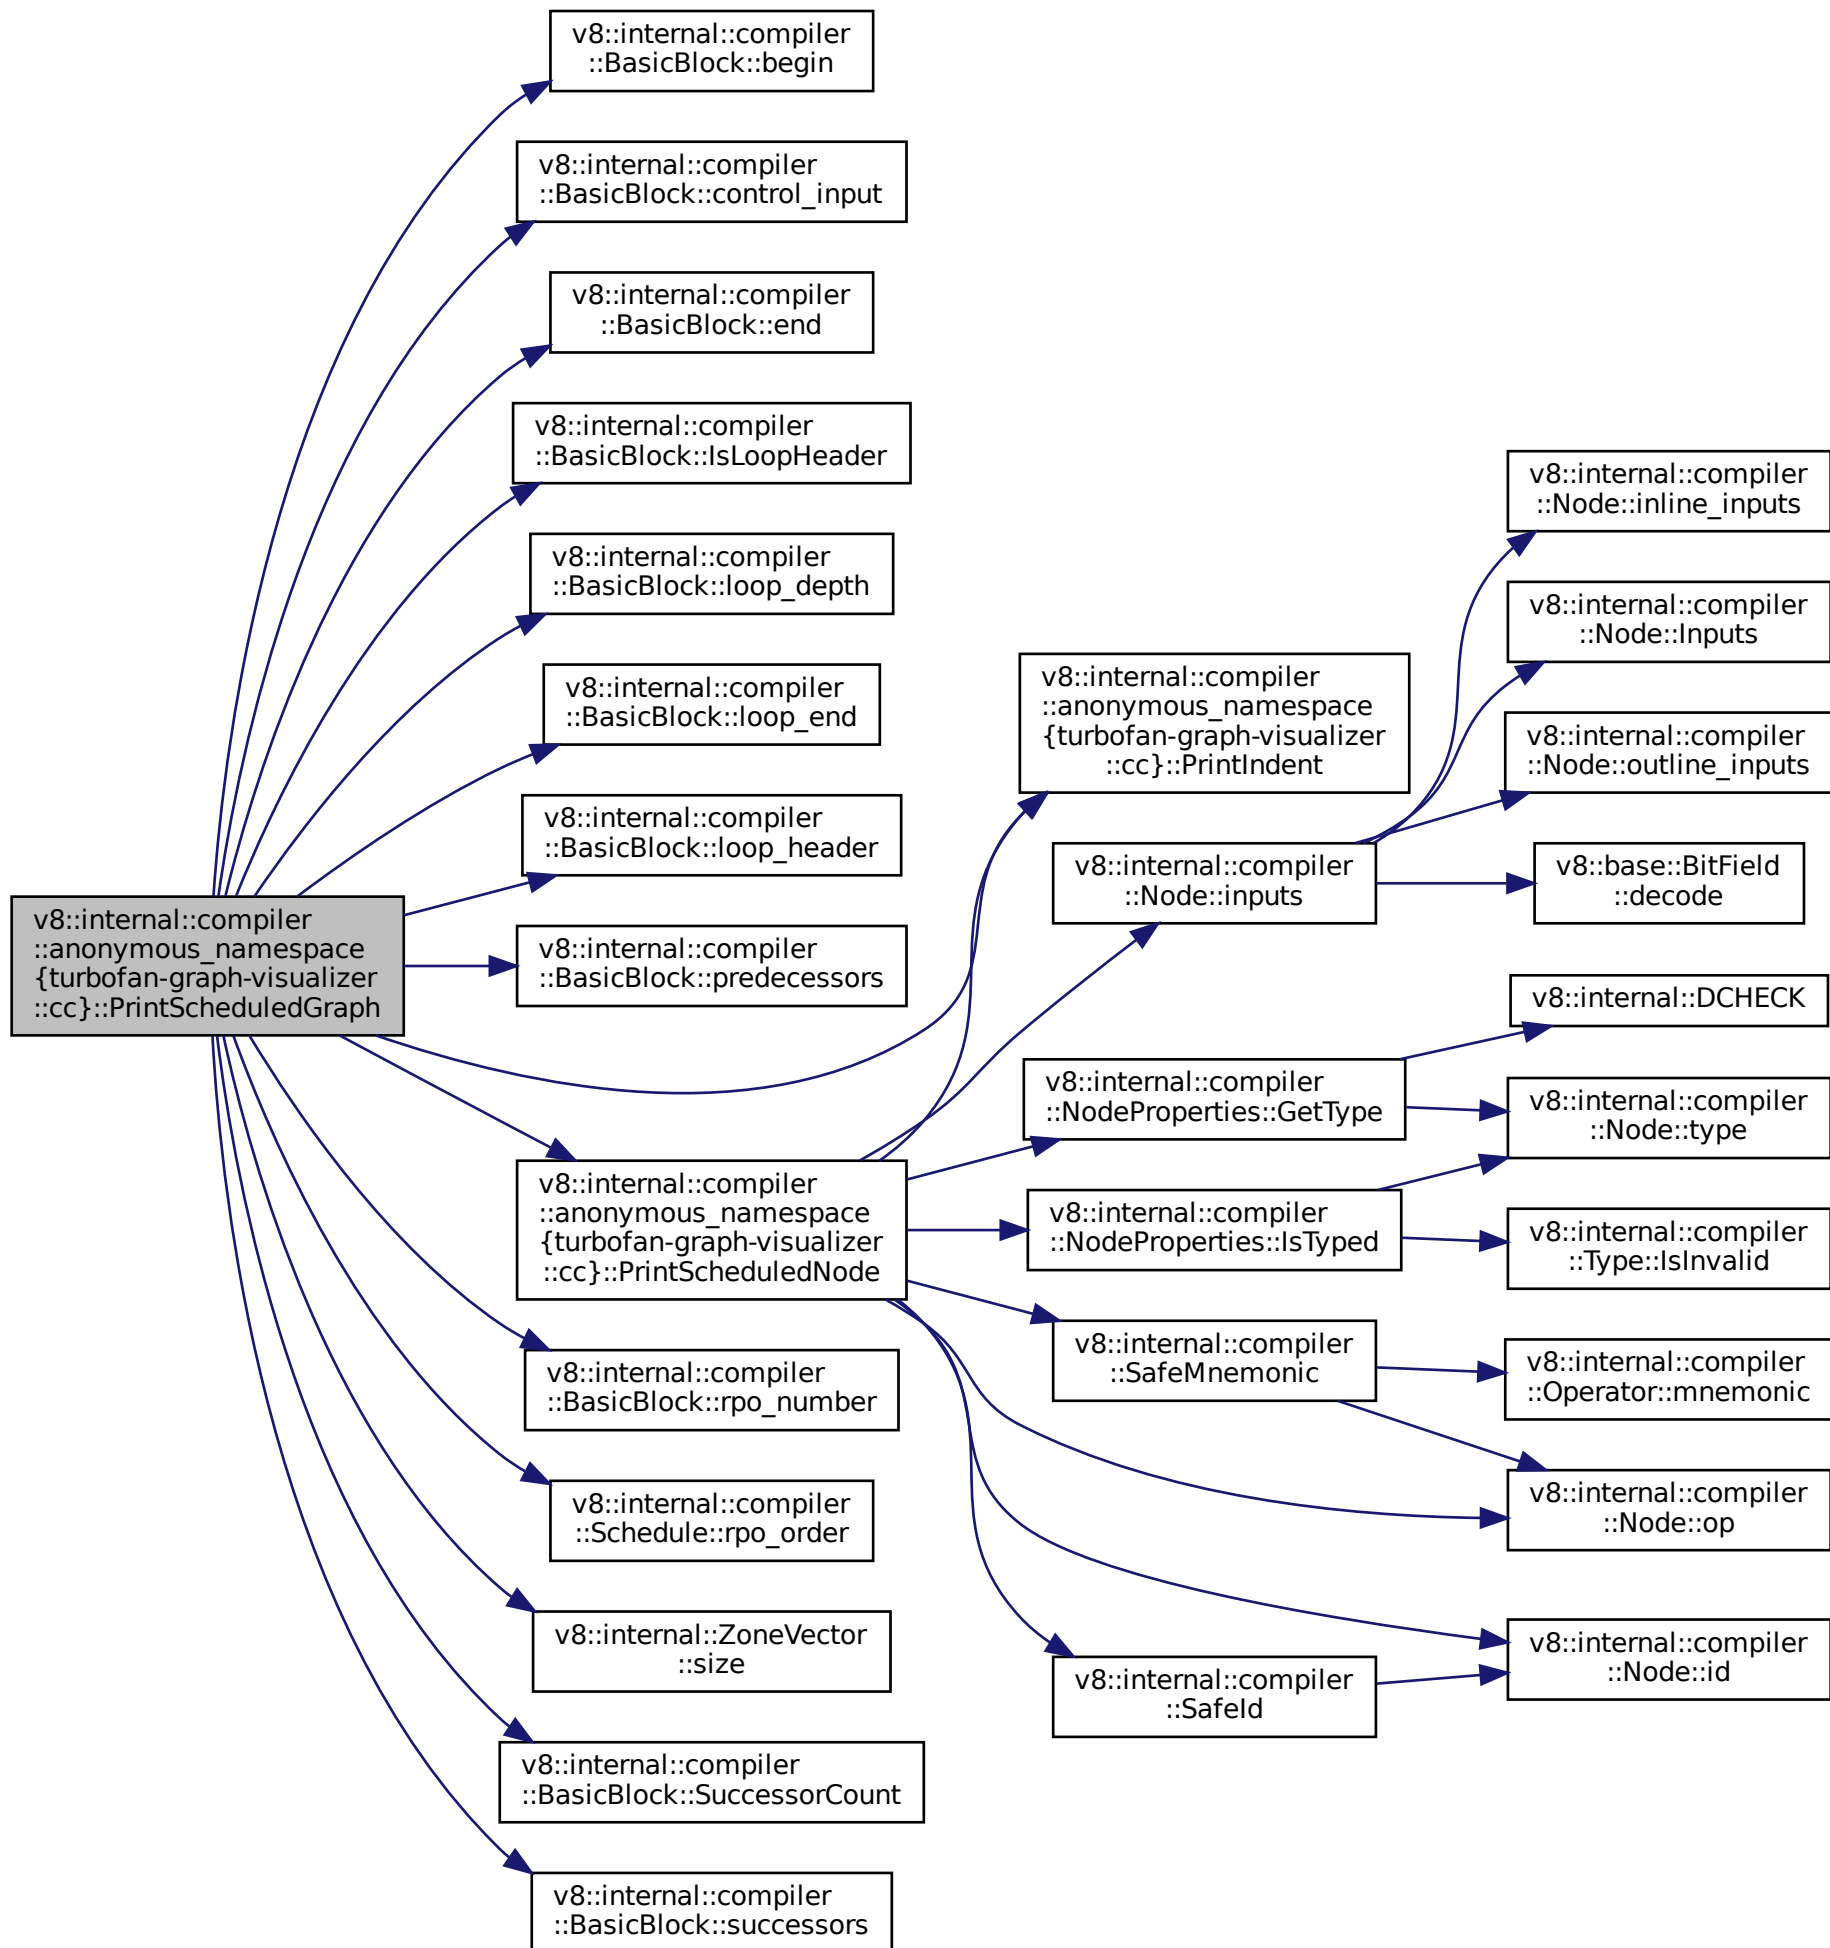 v8::internal::compiler
::anonymous_namespace
{turbofan-graph-visualizer
::cc}::PrintScheduledGraph
v8::internal::compiler
::BasicBlock::begin
v8::internal::compiler
::BasicBlock::control_input
v8::internal::compiler
::BasicBlock::end
v8::internal::compiler
::BasicBlock::IsLoopHeader
v8::internal::compiler
::BasicBlock::loop_depth
v8::internal::compiler
::BasicBlock::loop_end
v8::internal::compiler
::BasicBlock::loop_header
v8::internal::compiler
::BasicBlock::predecessors
v8::internal::compiler
::anonymous_namespace
{turbofan-graph-visualizer
::cc}::PrintScheduledNode
v8::internal::compiler
::BasicBlock::rpo_number
v8::internal::compiler
::Schedule::rpo_order
v8::internal::ZoneVector
::size
v8::internal::compiler
::BasicBlock::SuccessorCount
v8::internal::compiler
::BasicBlock::successors
v8::internal::compiler
::anonymous_namespace
{turbofan-graph-visualizer
::cc}::PrintIndent
v8::internal::compiler
::Node::inputs
v8::internal::compiler
::NodeProperties::GetType
v8::internal::compiler
::NodeProperties::IsTyped
v8::internal::compiler
::SafeMnemonic
v8::internal::compiler
::SafeId
v8::internal::compiler
::Node::inline_inputs
v8::internal::compiler
::Node::Inputs
v8::internal::compiler
::Node::outline_inputs
v8::base::BitField
::decode
v8::internal::DCHECK
v8::internal::compiler
::Node::type
v8::internal::compiler
::Type::IsInvalid
v8::internal::compiler
::Operator::mnemonic
v8::internal::compiler
::Node::op
v8::internal::compiler
::Node::id